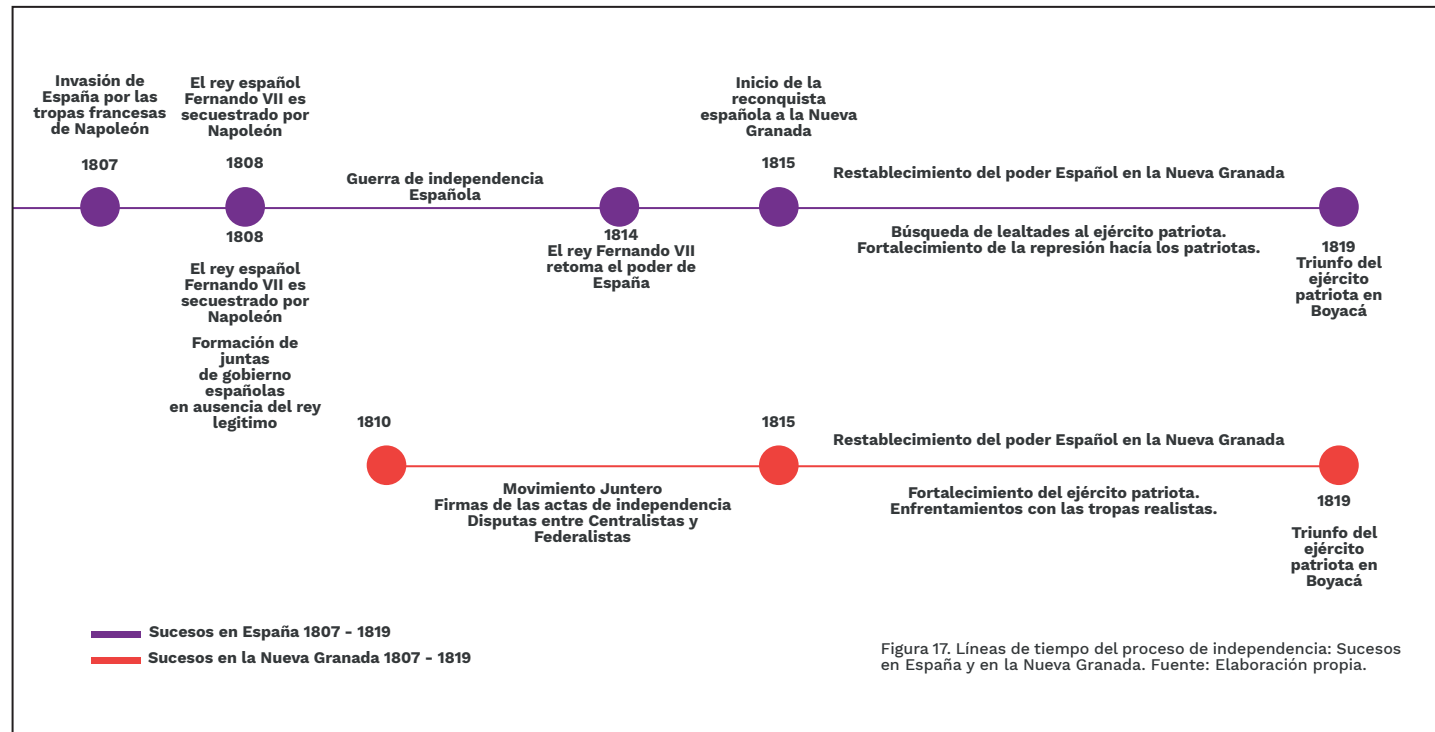 Invasión de
España por las
tropas francesas
de Napoleón
1807
El rey español
Fernando VII es
secuestrado por
Napoleón
1808
1808
El rey español
Fernando VII es
secuestrado por
Napoleón
Formación de
juntas
de gobierno
españolas
en ausencia del rey
legitimo
Guerra de independencia
Española
1814
El rey Fernando VII
retoma el poder de
España
Inicio de la
reconquista
española a la Nueva
Granada
1815
Restablecimiento del poder Español en la Nueva Granada
Búsqueda de lealtades al ejército patriota.
Fortalecimiento de la represión hacía los patriotas.
1819
Triunfo del
ejército
patriota en
Boyacá
1810
Movimiento Juntero
Firmas de las actas de independencia
Disputas entre Centralistas y
Federalistas
1815
Restablecimiento del poder Español en la Nueva Granada
Fortalecimiento del ejército patriota.
Enfrentamientos con las tropas realistas.
1819
Triunfo del
ejército
patriota en
Boyacá
Sucesos en España 1807 - 1819
Sucesos en la Nueva Granada 1807 - 1819
Figura 17. Líneas de tiempo del proceso de independencia: Sucesos
en España y en la Nueva Granada. Fuente: Elaboración propia.